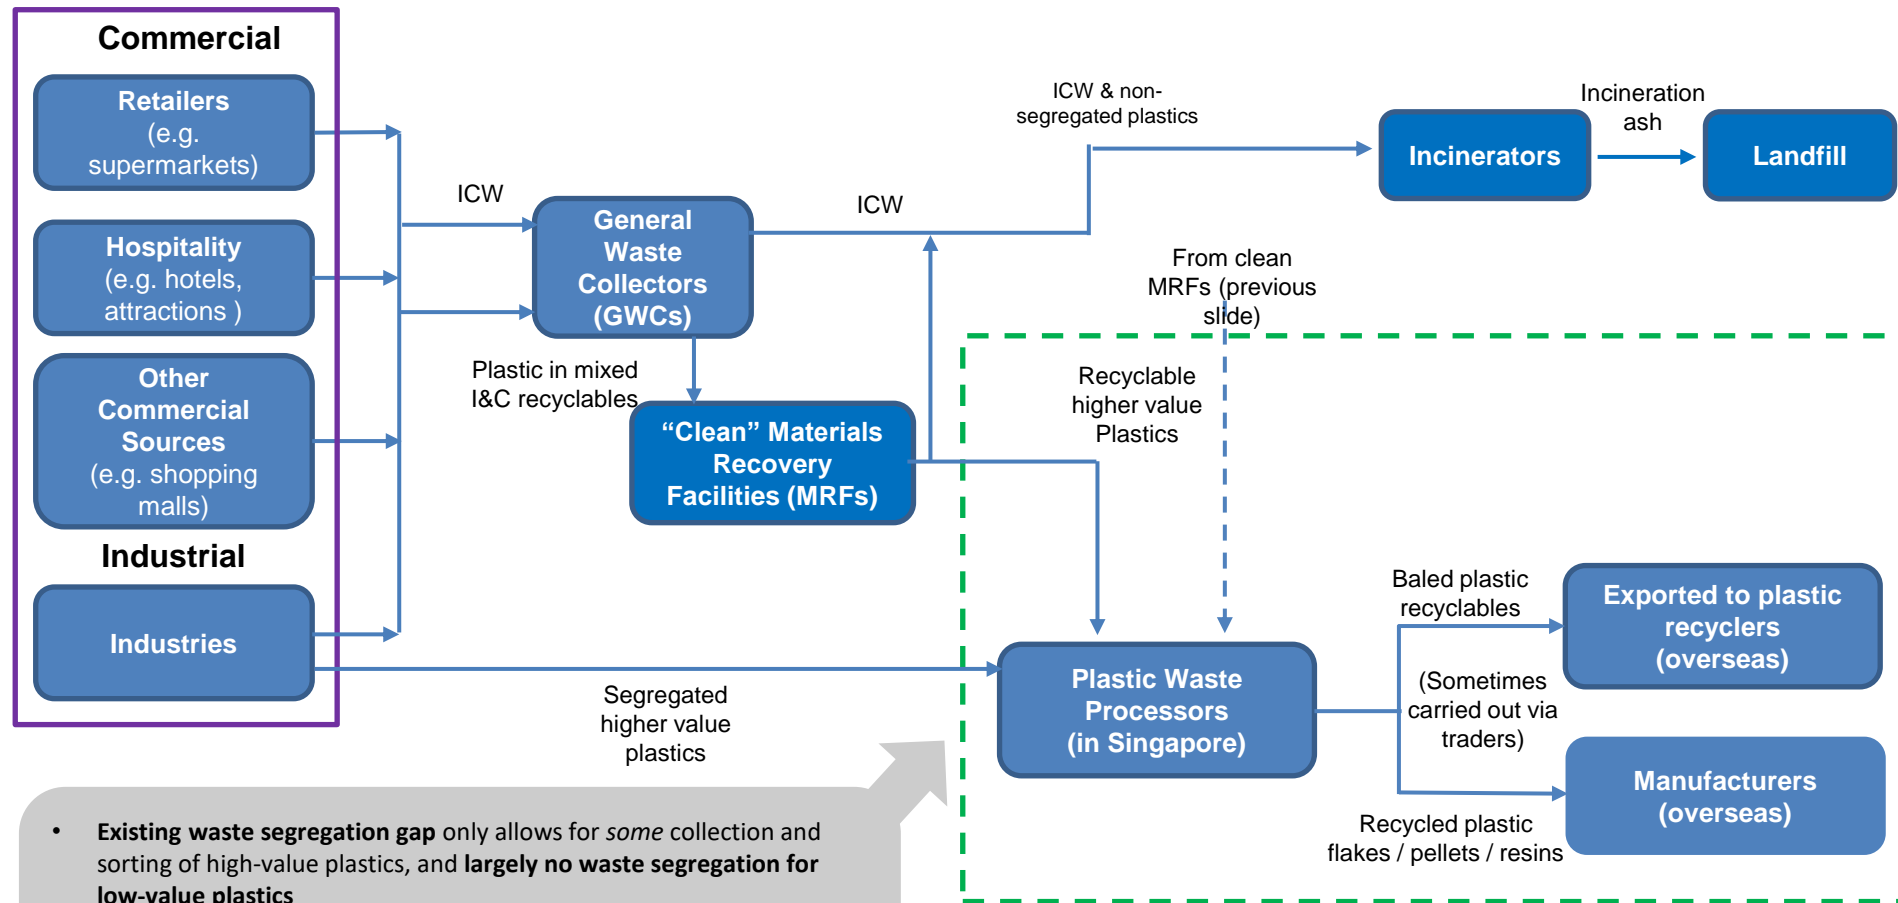 Commercial
Retailers
(e.g.
supermarkets)
Hospitality
(e.g. hotels,
attractions )
Other
Commercial
Sources
(e.g. shopping
malls)
Industrial
Industries
ICW
General
Waste
Collectors
(GWCs)
Plastic in mixed
I&C recyclables
“Clean” Materials
Recovery
Facilities (MRFs)
ICW
ICW & non-
segregated plastics
Incinerators
Incineration
ash
Landfill
From clean
MRFs (previous
slide)
Recyclable
higher value
Plastics
Segregated
higher value
plastics
Plastic Waste
Processors
(in Singapore)
Baled plastic
recyclables
Exported to plastic
recyclers
(overseas)
(Sometimes
carried out via
traders)
Manufacturers
(overseas)
Recycled plastic
flakes / pellets / resins
• Existing waste segregation gap only allows for some collection and
sorting of high-value plastics, and largely no waste segregation for
low-value plastics